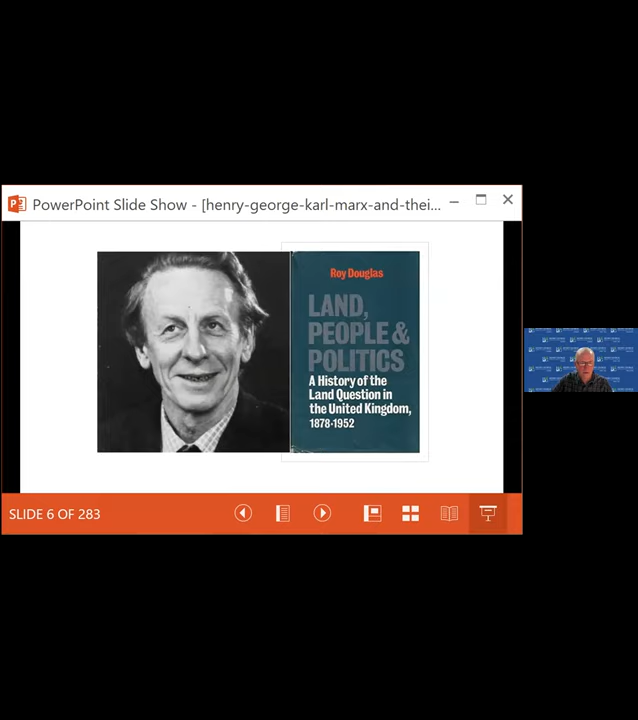 PowerPoint Slide Show - [henry-george-karl-marx-and-thei...
Roy Douglas
LAND,
PEOPLE &
POLITICS
A History of the
Land Question in
the United Kingdom,
1878-1952
SLIDE 6 OF 283